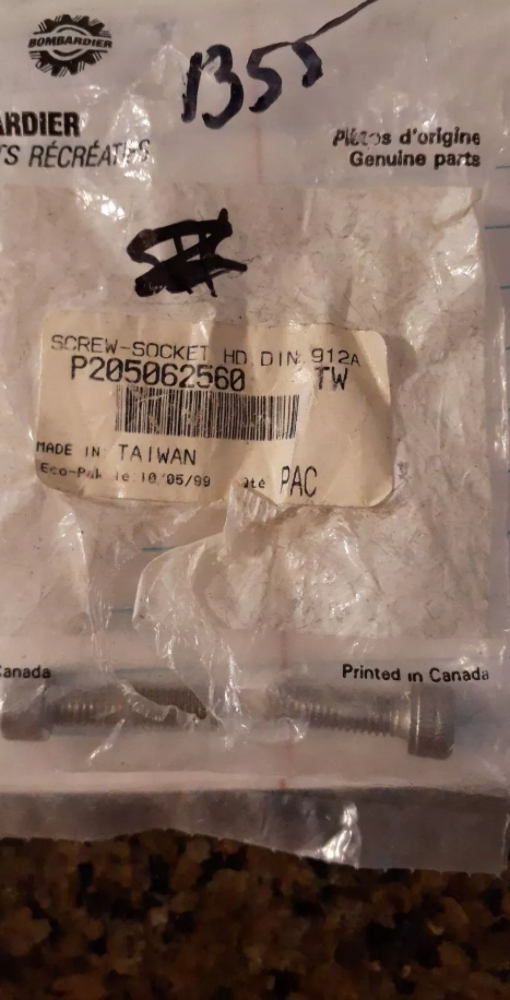 BOMBARDIER
1355
ARDIER
TS RÉCRÉATIFS
Pièces d'origine
Genuine parts
SCREW-SOCKET HD DIN 912A
P205062560 TW
MADE IN TAIWAN
Eco-Pak le 10/05/99 Qté PAC
Canada
Printed in Canada